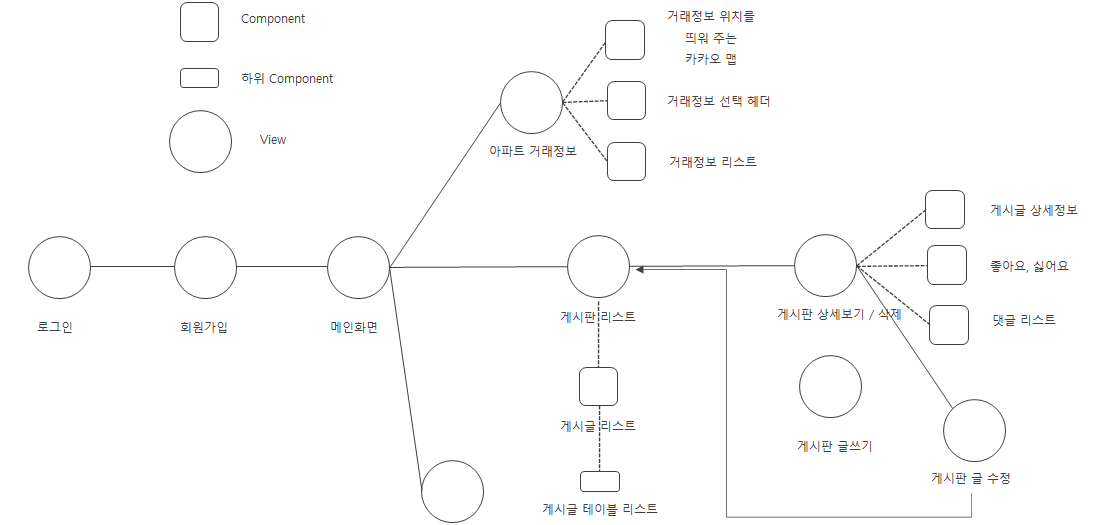 Component
하위 Component
View
거래정보 위치를
띄워 주는
카카오 맵
거래정보 선택 헤더
아파트 거래정보
거래정보 리스트
게시글 상세정보
좋아요, 싫어요
댓글 리스트
로그인
회원가입
메인화면
게시판 리스트
게시판 상세보기 / 삭제
게시글 리스트
게시판 글쓰기
게시판 글 수정
게시글 테이블 리스트